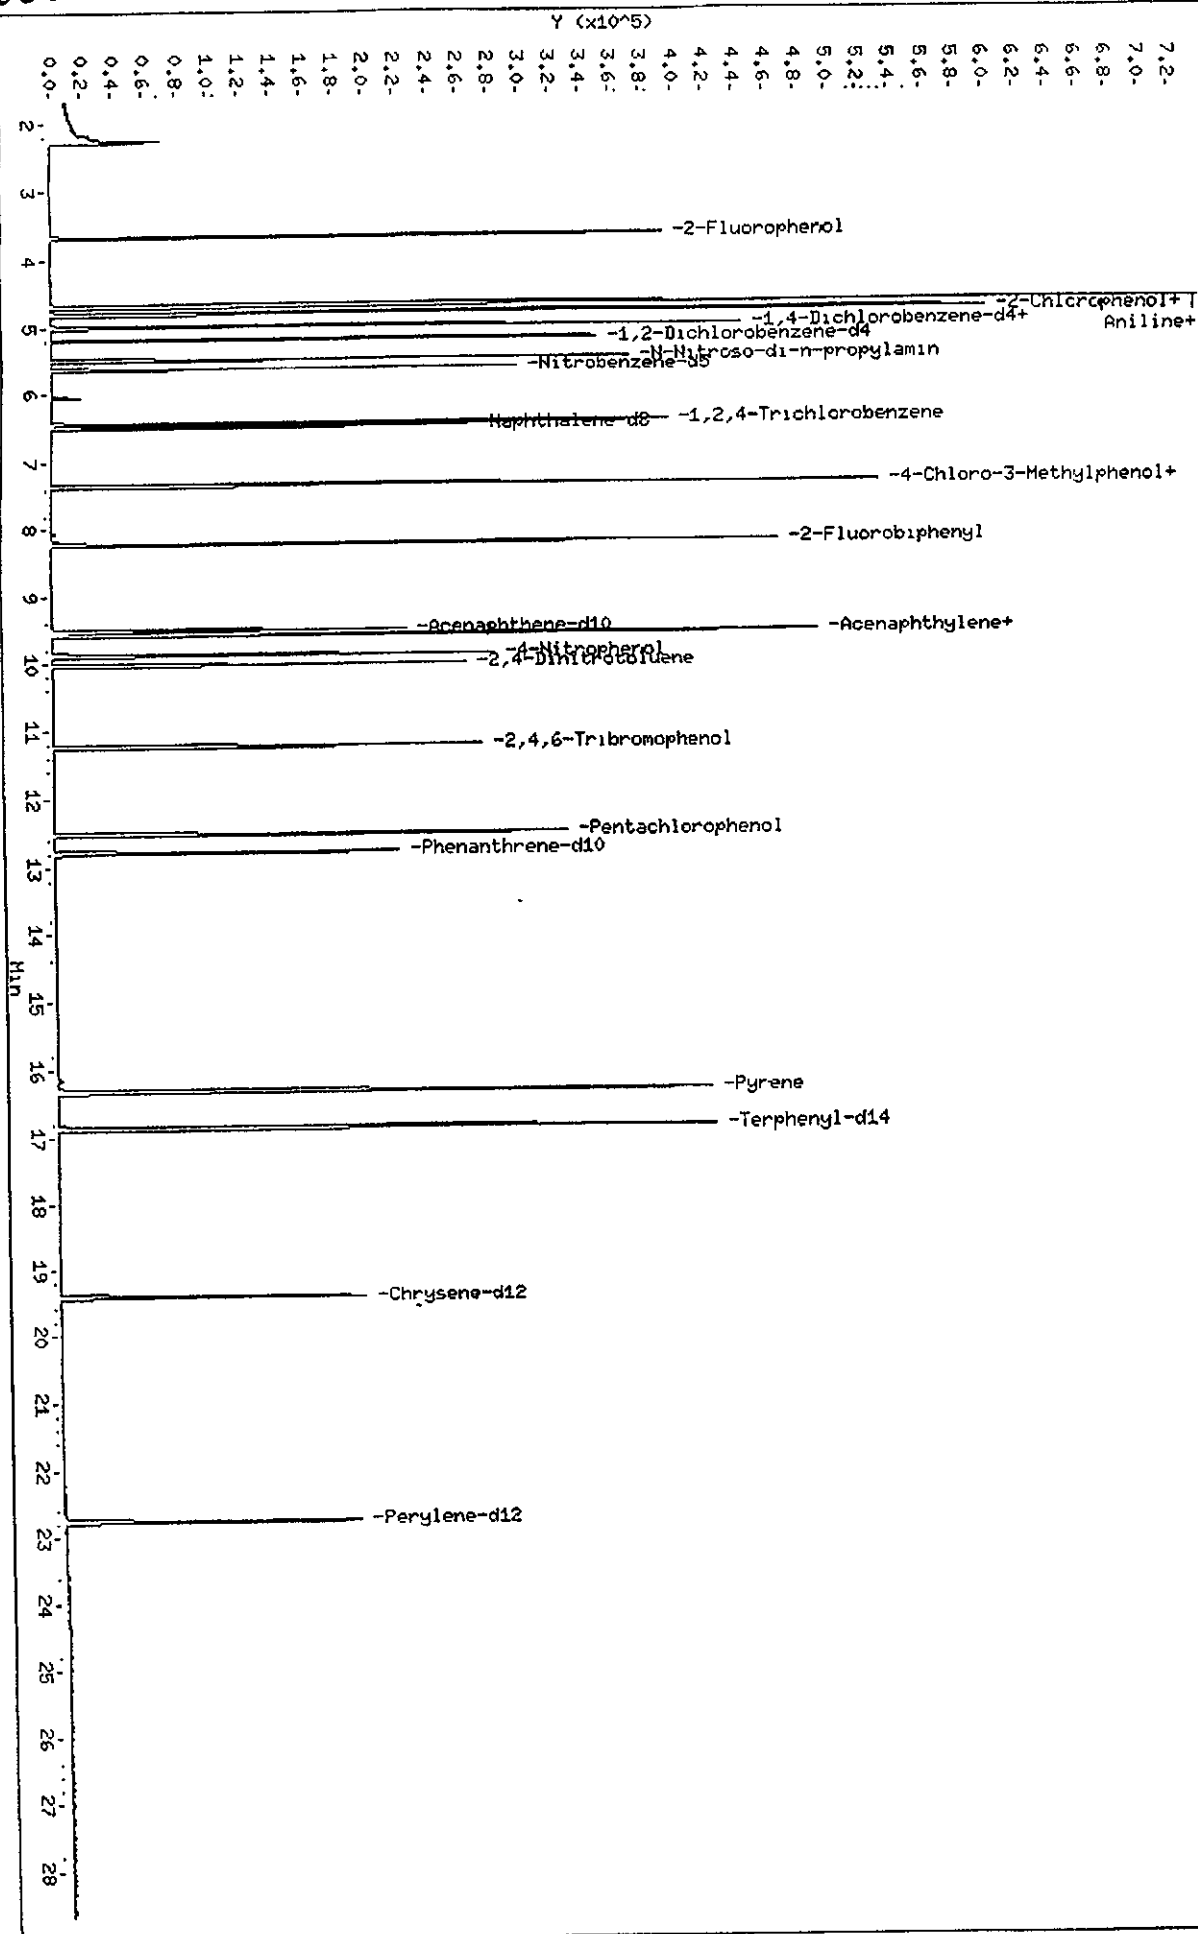 Y (x10^5)
0.0-
0.2-
0.4-
0.6-
0.8-
1.0-
1.2-
1.4-
1.6-
1.8-
2.0-
2.2-
2.4-
2.6-
2.8-
3.0-
3.2-
3.4-
3.6-
3.8-
4.0-
4.2-
4.4-
4.6-
4.8-
5.0-
5.2-
5.4-
5.6-
5.8-
6.0-
6.2-
6.4-
6.6-
6.8-
7.0-
7.2-
2
3
-2-Fluorophenol
4
-2-Chlorophenol+
-1,4-Dichlorobenzene-d4+
Aniline+
5
-1,2-Dichlorobenzene-d4
-N-Nitroso-di-n-propylamin
-Nitrobenzene-d5
6
Naphthalene-d8
-1,2,4-Trichlorobenzene
7
-4-Chloro-3-Methylphenol+
8
-2-Fluorobiphenyl
9
-Acenaphthene-d10
-Acenaphthylene+
-4-Nitrophenol
-2,4-Dinitrotoluene
10
11
-2,4,6-Tribromophenol
12
-Pentachlorophenol
-Phenanthrene-d10
13
14
Min
15
16
-Pyrene
-Terphenyl-d14
17
18
19
-Chrysene-d12
20
21
22
-Perylene-d12
23
24
25
26
27
28